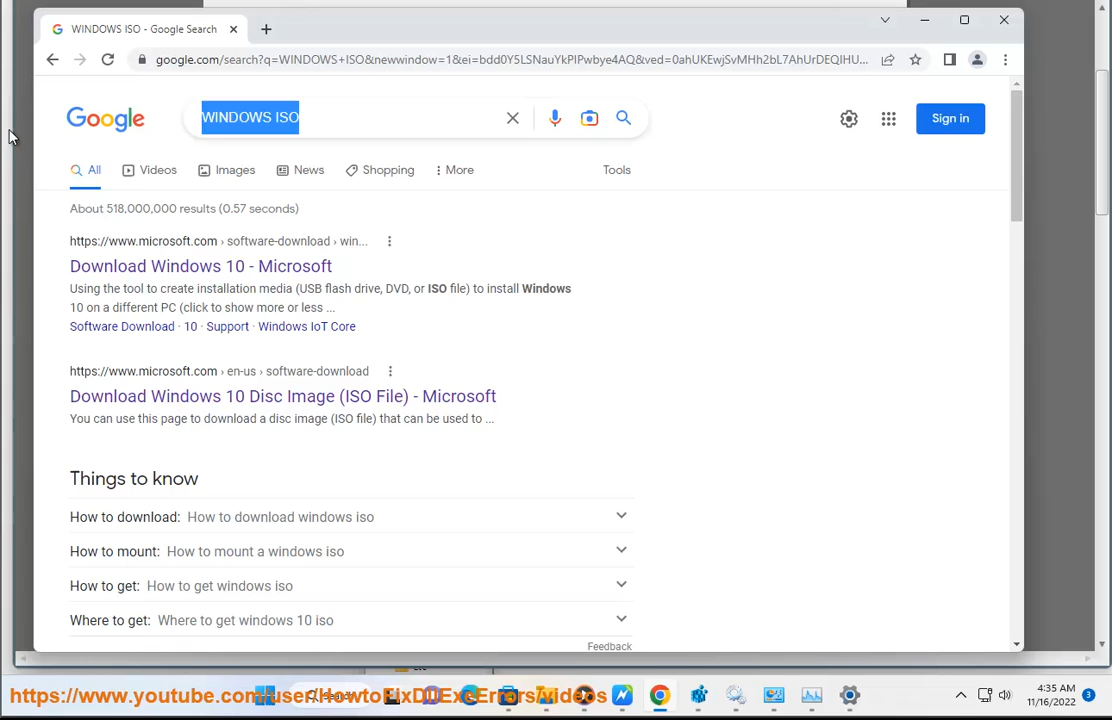 WINDOWS ISO - Google Search
google.com/search?q=WINDOWS+ISO&newwindow=1&ei=bdd0Y5LSNauYkPIPwbye4AQ&ved=0ahUKEwjSvMHh2bL7AhUrDEQIHU...
Google
WINDOWS ISO
Sign in
All
Videos
Images
News
Shopping
More
Tools
About 518,000,000 results (0.57 seconds)
https://www.microsoft.com › software-download › win...
Download Windows 10 - Microsoft
Using the tool to create installation media (USB flash drive, DVD, or ISO file) to install Windows
10 on a different PC (click to show more or less ...
Software Download · 10 · Support · Windows IoT Core
https://www.microsoft.com › en-us › software-download
Download Windows 10 Disc Image (ISO File) - Microsoft
You can use this page to download a disc image (ISO file) that can be used to ...
Things to know
How to download: How to download windows iso
How to mount: How to mount a windows iso
How to get: How to get windows iso
Where to get: Where to get windows 10 iso
Feedback
https://www.youtube.com/user/HowtoFixDllExeErrors/videos
4:35 AM
11/16/2022
3